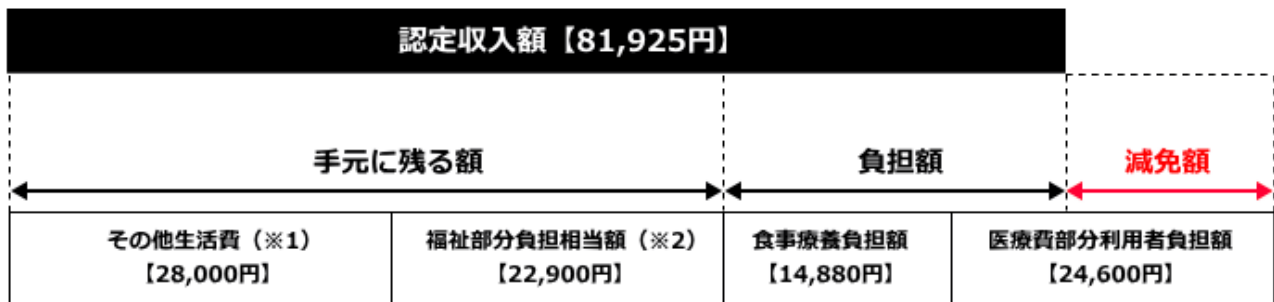 認定収入額【81,925円】
手元に残る額
負担額
減免額
その他生活費（※1）
【28,000円】
福祉部分負担相当額（※2）
【22,900円】
食事療養負担額
【14,880円】
医療費部分利用者負担額
【24,600円】